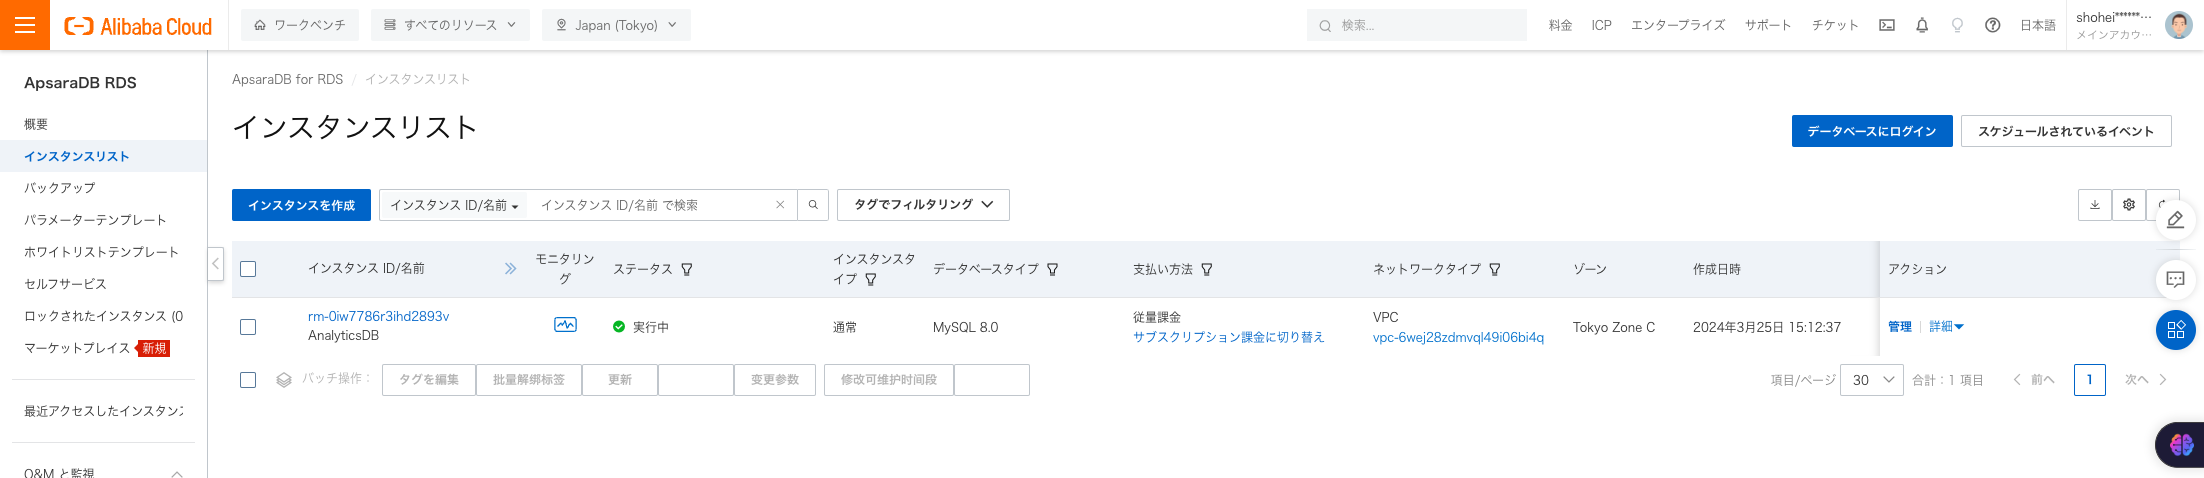 Alibaba Cloud
ワークベンチ
すべてのリソース
Japan (Tokyo)
検索...
料金
ICP
エンタープライズ
サポート
チケット
日本語
shohei******...
メインアカウ...
ApsaraDB RDS
概要
インスタンスリスト
バックアップ
パラメーターテンプレート
ホワイトリストテンプレート
セルフサービス
ロックされたインスタンス (0
マーケットプレイス 新規
最近アクセスしたインスタンス
O&M と監視
ApsaraDB for RDS / インスタンスリスト
インスタンスリスト
データベースにログイン
スケジュールされているイベント
インスタンスを作成
インスタンス ID/名前
インスタンス ID/名前 で検索
タグでフィルタリング
インスタンス ID/名前
モニタリン
グ
ステータス
インスタンスタ
イプ
データベースタイプ
支払い方法
ネットワークタイプ
ゾーン
作成日時
アクション
rm-0iw7786r3ihd2893v
AnalyticsDB
実行中
通常
MySQL 8.0
従量課金
サブスクリプション課金に切り替え
VPC
vpc-6wej28zdmvql49i06bi4q
Tokyo Zone C
2024年3月25日 15:12:37
管理
詳細
バッチ操作：
タグを編集
批量解绑标签
更新
变更参数
修改可维护时间段
項目/ページ
30
合計：1 項目
前へ
1
次へ